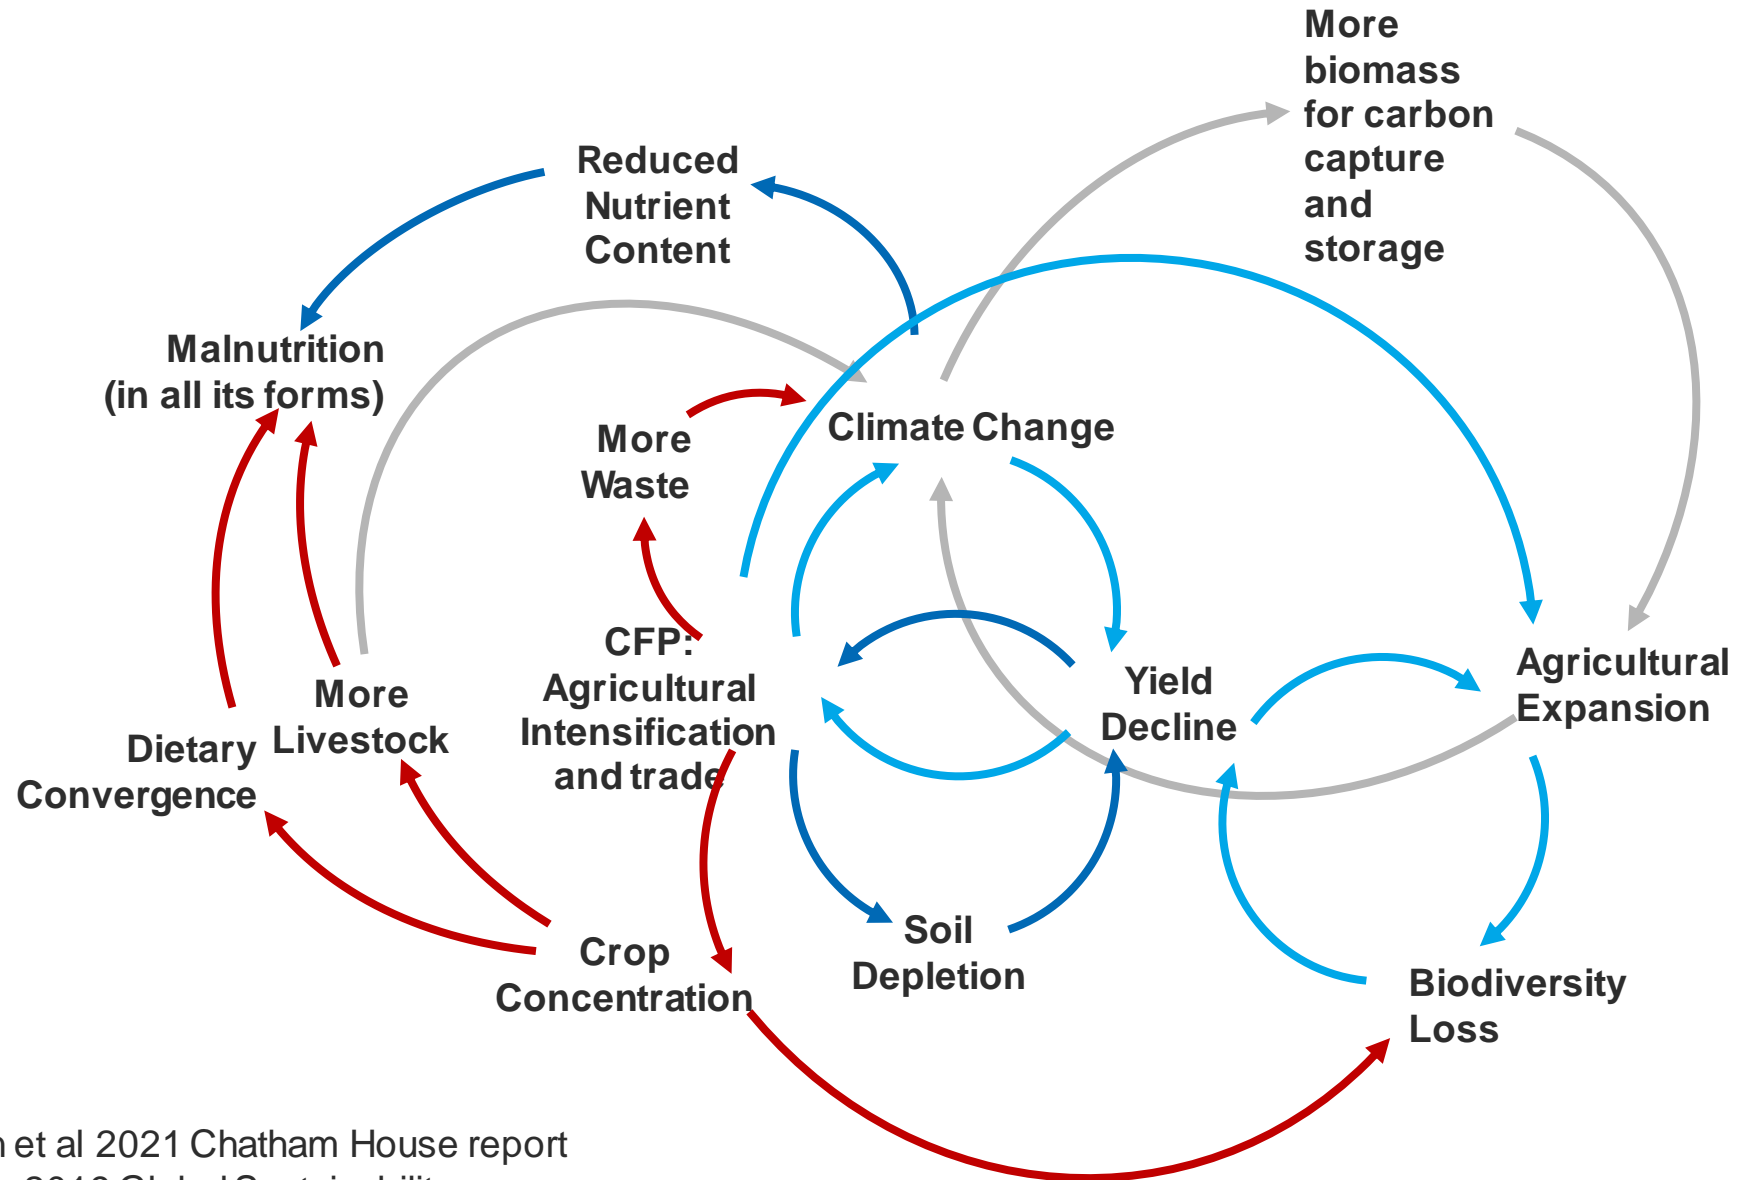 More
biomass
for carbon
capture
and
storage
Reduced
Nutrient
Content
Malnutrition
(in all its forms)
More
Waste
Climate Change
CFP:
Agricultural
Intensification
and trade
Yield
Decline
Agricultural
Expansion
More
Livestock
Dietary
Convergence
Soil
Depletion
Crop
Concentration
Biodiversity
Loss
et al 2021 Chatham House report
Global Sustainability